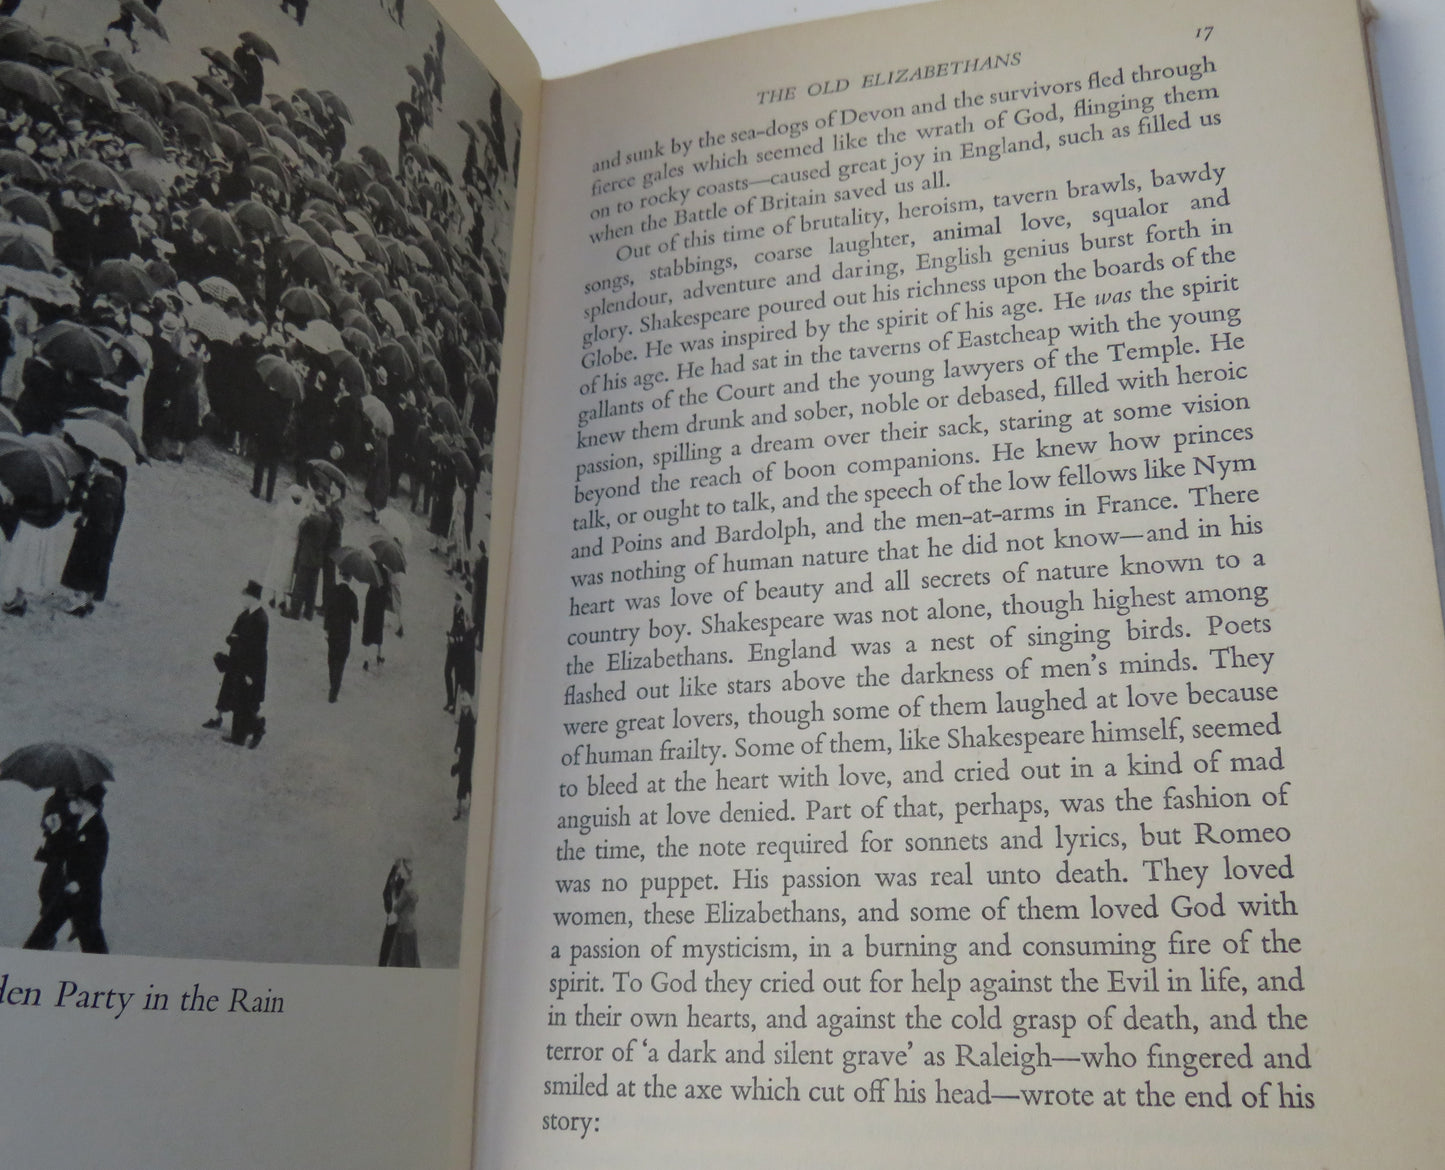 den Party in the Rain
THE OLD ELIZABETHANS 17
and sunk by the sea-dogs of Devon and the survivors fled through
fierce gales which seemed like the wrath of God, flinging them
on to rocky coasts—caused great joy in England, such as filled us
when the Battle of Britain saved us all.
Out of this time of brutality, heroism, tavern brawls, bawdy
songs, stabbings, coarse laughter, animal love, squalor and
splendour, adventure and daring, English genius burst forth in
glory. Shakespeare poured out his richness upon the boards of the
Globe. He was inspired by the spirit of his age. He was the spirit
of his age. He had sat in the taverns of Eastcheap with the young
gallants of the Court and the young lawyers of the Temple. He
knew them drunk and sober, noble or debased, filled with heroic
passion, spilling a dream over their sack, staring at some vision
beyond the reach of boon companions. He knew how princes
talk, or ought to talk, and the speech of the low fellows like Nym
and Poins and Bardolph, and the men-at-arms in France. There
was nothing of human nature that he did not know—and in his
heart was love of beauty and all secrets of nature known to a
country boy. Shakespeare was not alone, though highest among
the Elizabethans. England was a nest of singing birds. Poets
flashed out like stars above the darkness of men's minds. They
were great lovers, though some of them laughed at love because
of human frailty. Some of them, like Shakespeare himself, seemed
to bleed at the heart with love, and cried out in a kind of mad
anguish at love denied. Part of that, perhaps, was the fashion of
the time, the note required for sonnets and lyrics, but Romeo
was no puppet. His passion was real unto death. They loved
women, these Elizabethans, and some of them loved God with
a passion of mysticism, in a burning and consuming fire of the
spirit. To God they cried out for help against the Evil in life, and
in their own hearts, and against the cold grasp of death, and the
terror of 'a dark and silent grave' as Raleigh—who fingered and
smiled at the axe which cut off his head—wrote at the end of his
story: